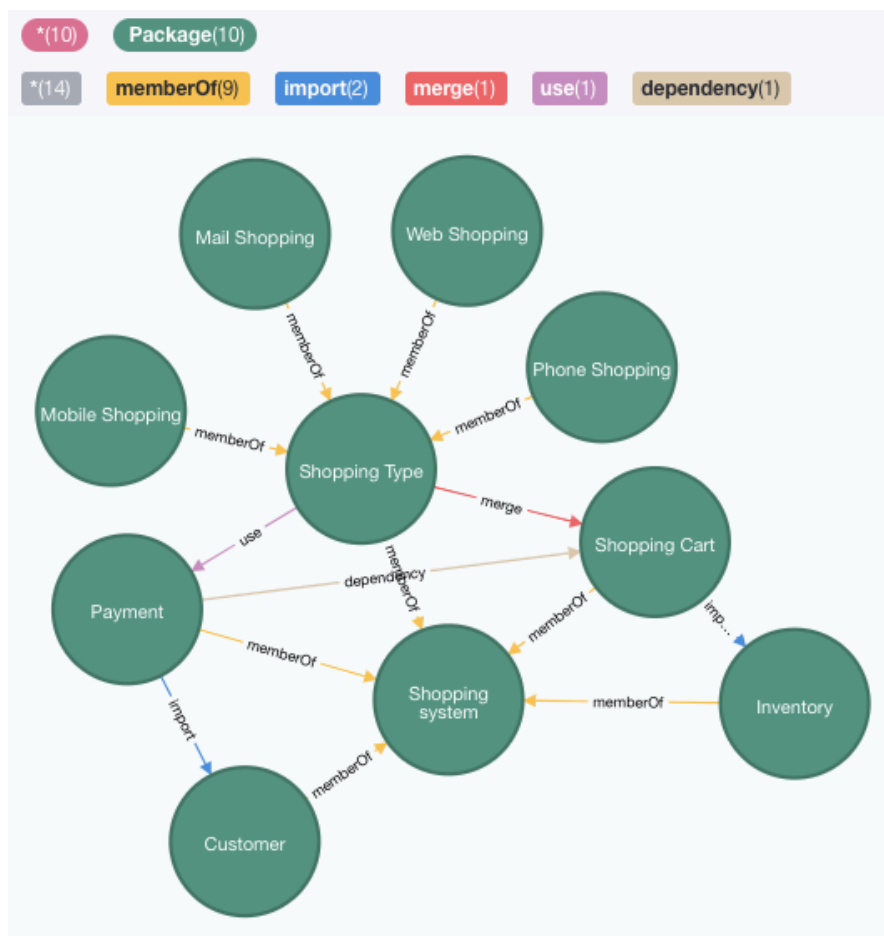 *(10) Package(10)
*(14) memberOf(9) import(2) merge(1) use(1) dependency(1)
Mail Shopping
Web Shopping
memberOf
memberOf
Phone Shopping
Mobile Shopping
memberOf
memberOf
Shopping Type
merge
use
Shopping Cart
memberOf
dependency
Payment
memberOf
imp...
memberOf
Shopping
system
memberOf
Inventory
import
memberOf
Customer